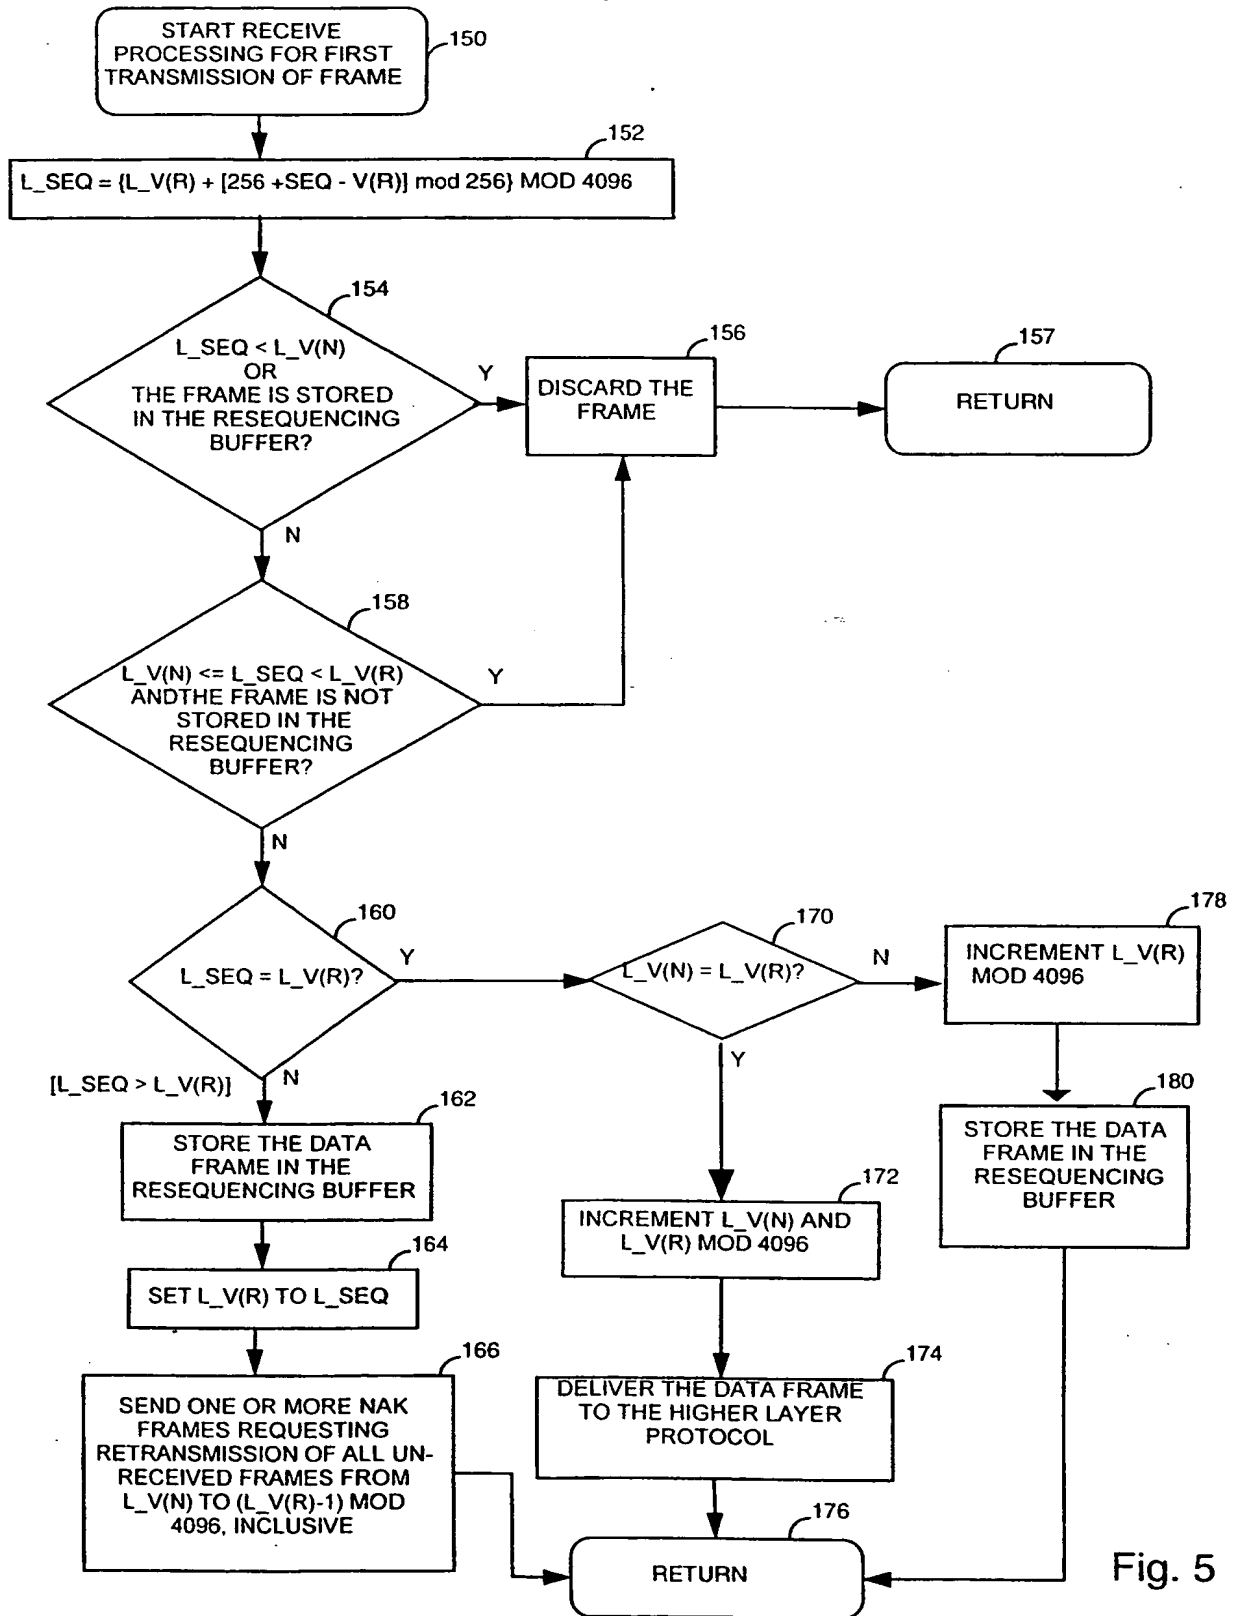 START RECEIVE
PROCESSING FOR FIRST
TRANSMISSION OF FRAME
150
152
L_SEQ = {L_V(R) + [256 +SEQ - V(R)] mod 256} MOD 4096
154
L_SEQ < L_V(N)
OR
THE FRAME IS STORED
IN THE RESEQUENCING
BUFFER?
Y
N
156
DISCARD THE
FRAME
157
RETURN
158
L_V(N) <= L_SEQ < L_V(R)
ANDTHE FRAME IS NOT
STORED IN THE
RESEQUENCING
BUFFER?
Y
N
160
L_SEQ = L_V(R)?
Y
N
[L_SEQ > L_V(R)]
170
L_V(N) = L_V(R)?
N
Y
178
INCREMENT L_V(R)
MOD 4096
180
STORE THE DATA
FRAME IN THE
RESEQUENCING
BUFFER
162
STORE THE DATA
FRAME IN THE
RESEQUENCING BUFFER
164
SET L_V(R) TO L_SEQ
166
SEND ONE OR MORE NAK
FRAMES REQUESTING
RETRANSMISSION OF ALL UN-
RECEIVED FRAMES FROM
L_V(N) TO (L_V(R)-1) MOD
4096, INCLUSIVE
172
INCREMENT L_V(N) AND
L_V(R) MOD 4096
174
DELIVER THE DATA FRAME
TO THE HIGHER LAYER
PROTOCOL
176
RETURN
Fig. 5